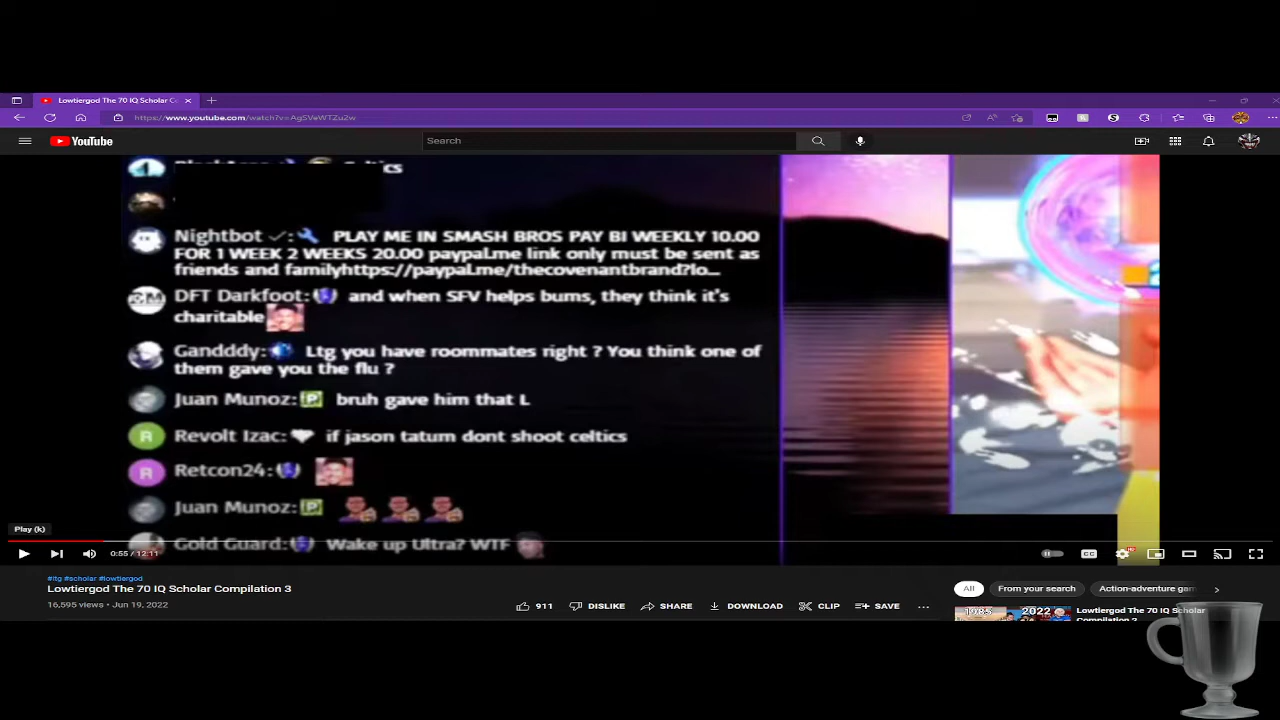 Lowtiergod The 70 IQ Scholar Cc
https://www.youtube.com/watch?v=AgSVeWTZu2w
YouTube
Search
cs
Nightbot ✓: PLAY ME IN SMASH BROS PAY BI WEEKLY 10.00
FOR 1 WEEK 2 WEEKS 20.00 paypal.me link only must be sent as
friends and familyhttps://paypal.me/thecovenantbrand?lo...
DFT Darkfoot: and when SFV helps bums, they think it's
charitable
Gandddy: Ltg you have roommates right ? You think one of
them gave you the flu ?
Juan Munoz: bruh gave him that L
R Revolt Izac: if jason tatum dont shoot celtics
R Retcon24:
Juan Munoz:
Gold Guard: Wake up Ultra? WTF
Play (k)
0:55 / 12:11
CC
HD
#ltg #scholar #lowtiergod
Lowtiergod The 70 IQ Scholar Compilation 3
16,595 views • Jun 19, 2022
911 DISLIKE SHARE DOWNLOAD CLIP SAVE ...
All From your search Action-adventure gam
1985 2022
Lowtiergod The 70 IQ Scholar
Compilation 2